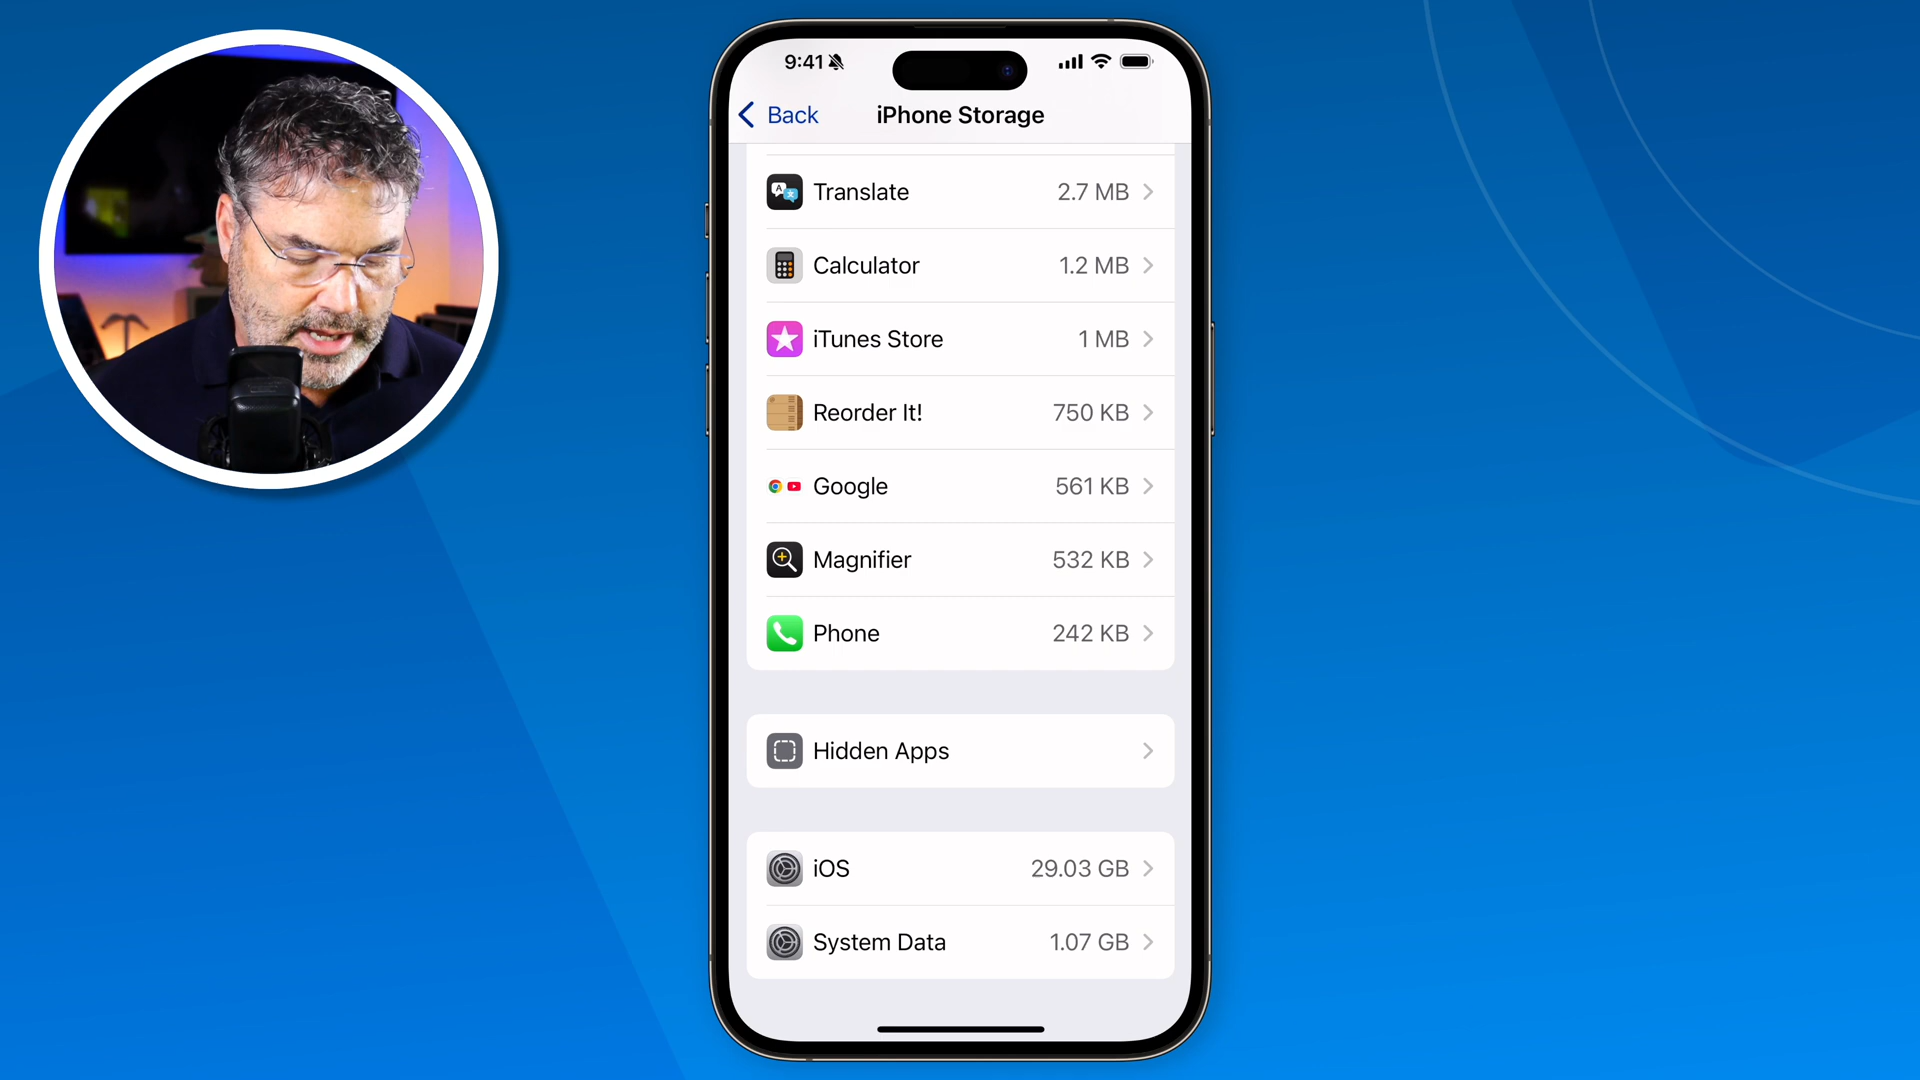 9:41
Back
iPhone Storage
Translate 2.7 MB
Calculator 1.2 MB
iTunes Store 1 MB
Reorder It! 750 KB
Google 561 KB
Magnifier 532 KB
Phone 242 KB
Hidden Apps
iOS 29.03 GB
System Data 1.07 GB